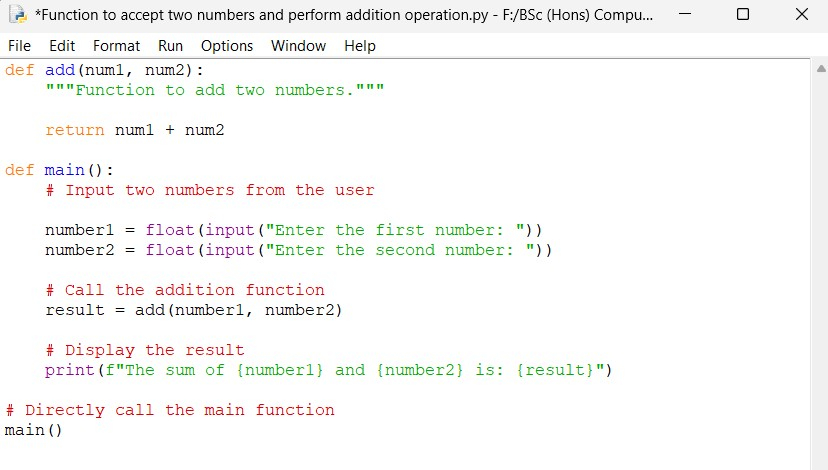 *Function to accept two numbers and perform addition operation.py - F:/BSc (Hons) Compu...
File Edit Format Run Options Window Help
def add(num1, num2):
    """Function to add two numbers."""
    return num1 + num2
def main():
    # Input two numbers from the user
    number1 = float(input("Enter the first number: "))
    number2 = float(input("Enter the second number: "))
    # Call the addition function
    result = add(number1, number2)
    # Display the result
    print(f"The sum of {number1} and {number2} is: {result}")
# Directly call the main function
main()